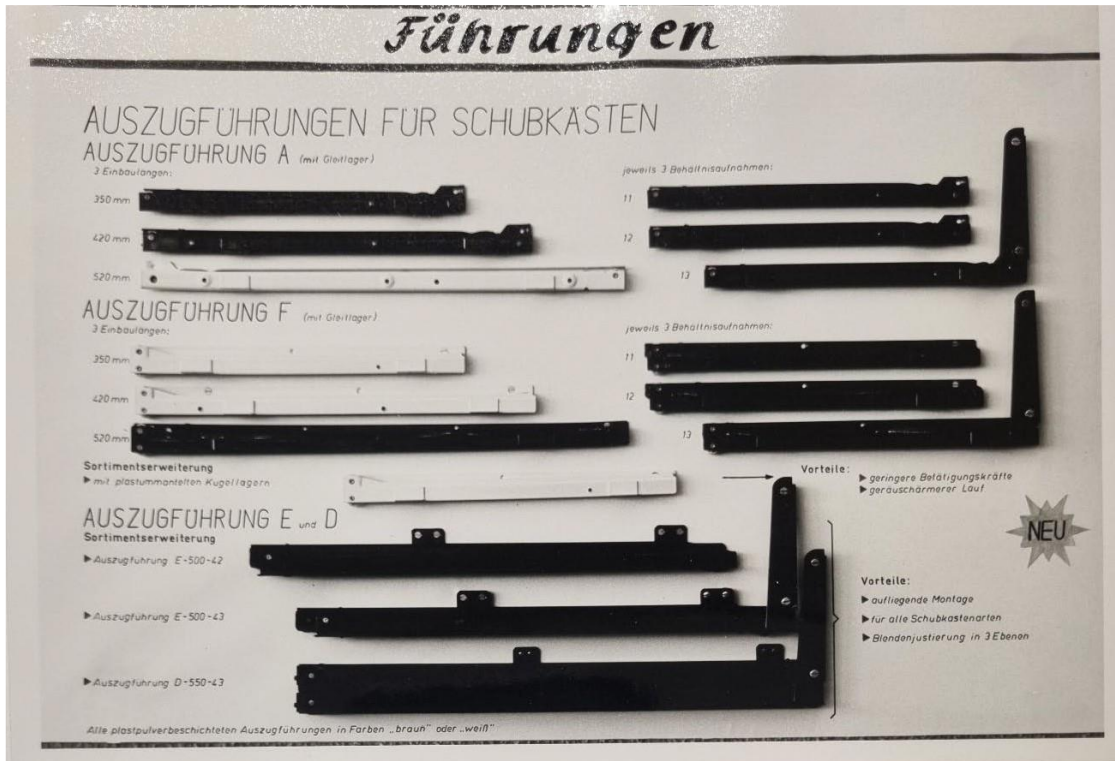 Führungen
AUSZUGFÜHRUNGEN FÜR SCHUBKÄSTEN
AUSZUGFÜHRUNG A (mit Gleitlager)
3 Einbaulängen:
350 mm
420 mm
520 mm
jeweils 3 Behältnisaufnahmen:
11
12
13
AUSZUGFÜHRUNG F (mit Gleitlager)
3 Einbaulängen:
350 mm
420 mm
520 mm
jeweils 3 Behältnisaufnahmen:
11
12
13
Sortimentserweiterung
▶ mit plastummantelten Kugellagern
Vorteile:
▶ geringere Betätigungskräfte
▶ geräuschärmerer Lauf
AUSZUGFÜHRUNG E und D
Sortimentserweiterung
▶ Auszugführung E-500-42
▶ Auszugführung E-500-43
▶ Auszugführung D-550-43
NEU
Vorteile:
▶ aufliegende Montage
▶ für alle Schubkastenarten
▶ Blendenjustierung in 3 Ebenen
Alle plastpulverbeschichteten Auszugführungen in Farben „braun" oder „weiß"